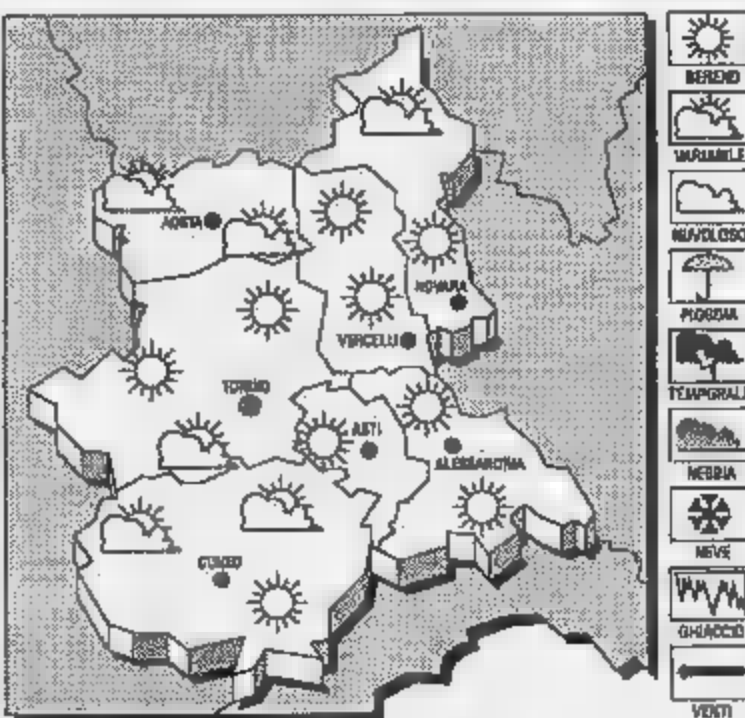 AOSTA
NOVARA
VERCELLI
TORINO
ASTI
ALESSANDRIA
CUNEO
SERENO
VARIABILE
NUVOLOSO
PIOGGIA
TEMPORALE
NEBBIA
NEVE
GHIACCIO
VENTI